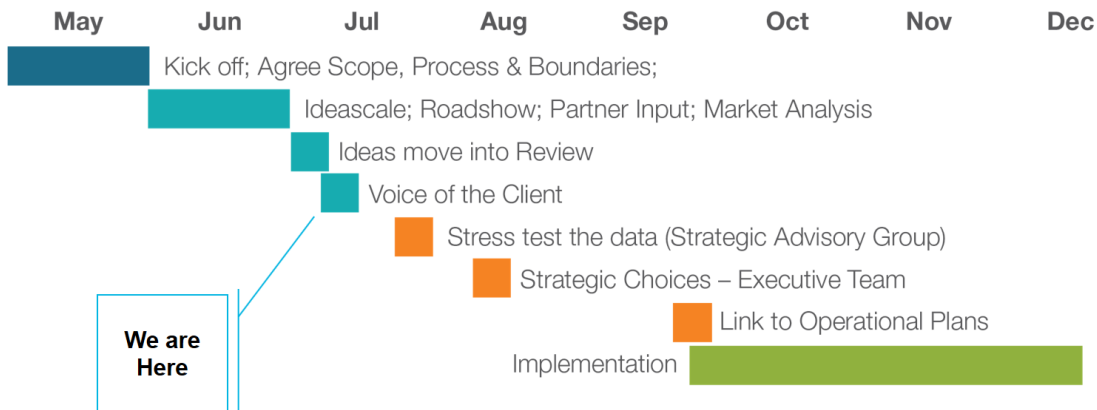 May Jun Jul Aug Sep Oct Nov Dec
Kick off; Agree Scope, Process & Boundaries;
Ideascale; Roadshow; Partner Input; Market Analysis
Ideas move into Review
Voice of the Client
Stress test the data (Strategic Advisory Group)
Strategic Choices – Executive Team
Link to Operational Plans
Implementation
We are
Here